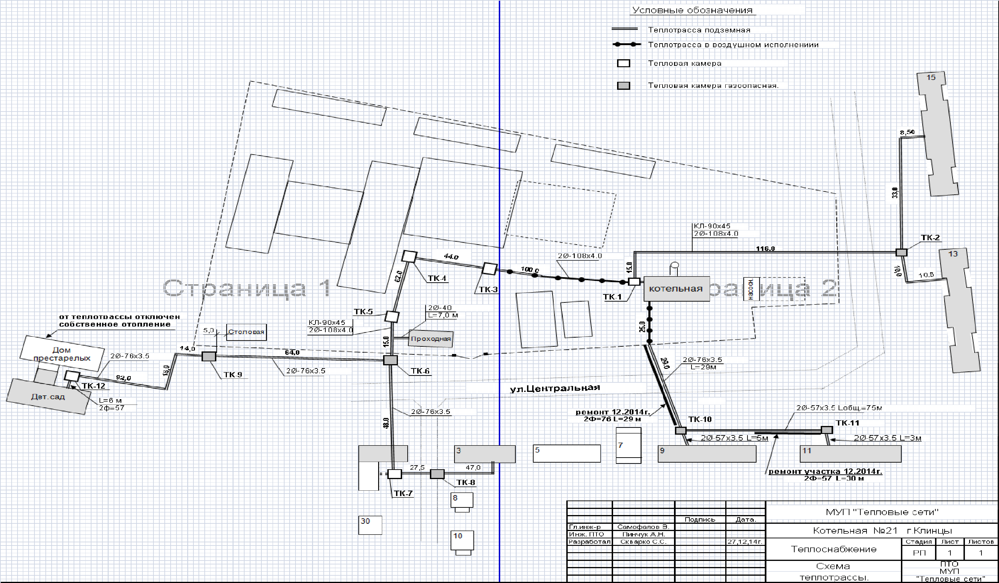 Условные обозначения
Теплотрасса подземная
Теплотрасса в воздушном исполнениии
Тепловая камера
Тепловая камера газоопасная.
15
8,50
33,0
КЛ-90х45
2Ø-108х4.0
ТК-2
116.0
13
44.0
2Ø-108х4.0
15.0
100.0
62.0
10,0
10.5
ТК-4
ТК-3
ТК-1
котельная
насосн.
Страница 1
Страница 2
ТК-5
2Ø-40
L=7,0 м
от теплотрассы отключен
собственное отопление
КЛ-90х45
2Ø-108х4.0
5,0
Столовая
15.0
Проходная
25.0
Дом
престарелых
14,0
64,0
2Ø-76х3.5
18,0
92,0
ТК-9
2Ø-76х3.5
ТК-6
29.0
2Ø-76х3.5
L=29м
ТК-12
Дет.сад
L=6 м
2ф=57
ул.Центральная
2Ø-76х3.5
48.0
ремонт 12.2014г.
2Ф=76 L=29 м
ТК-10
2Ø-57х3.5 Lобщ.=75м
ТК-11
2Ø-57х3.5 L=5м
2Ø-57х3.5 L=3м
3
5
7
9
11
27,5
47,0
ТК-8
ТК-7
ремонт участка 12.2014г.
2Ф=57 L=30 м
8
30
10
МУП "Тепловые сети"
Подпись
Дата.
Гл.инж-р
Самофалов В.
Котельная №21 г.Клинцы
Инж. ПТО
Пинчук А.Н.
Разработал
Скварко С.С.
27,12,14г.
Теплоснабжение
Стадия
Лист
Листов
РП
1
1
Схема
теплотрассы.
ПТО
МУП
"Тепловые сети"